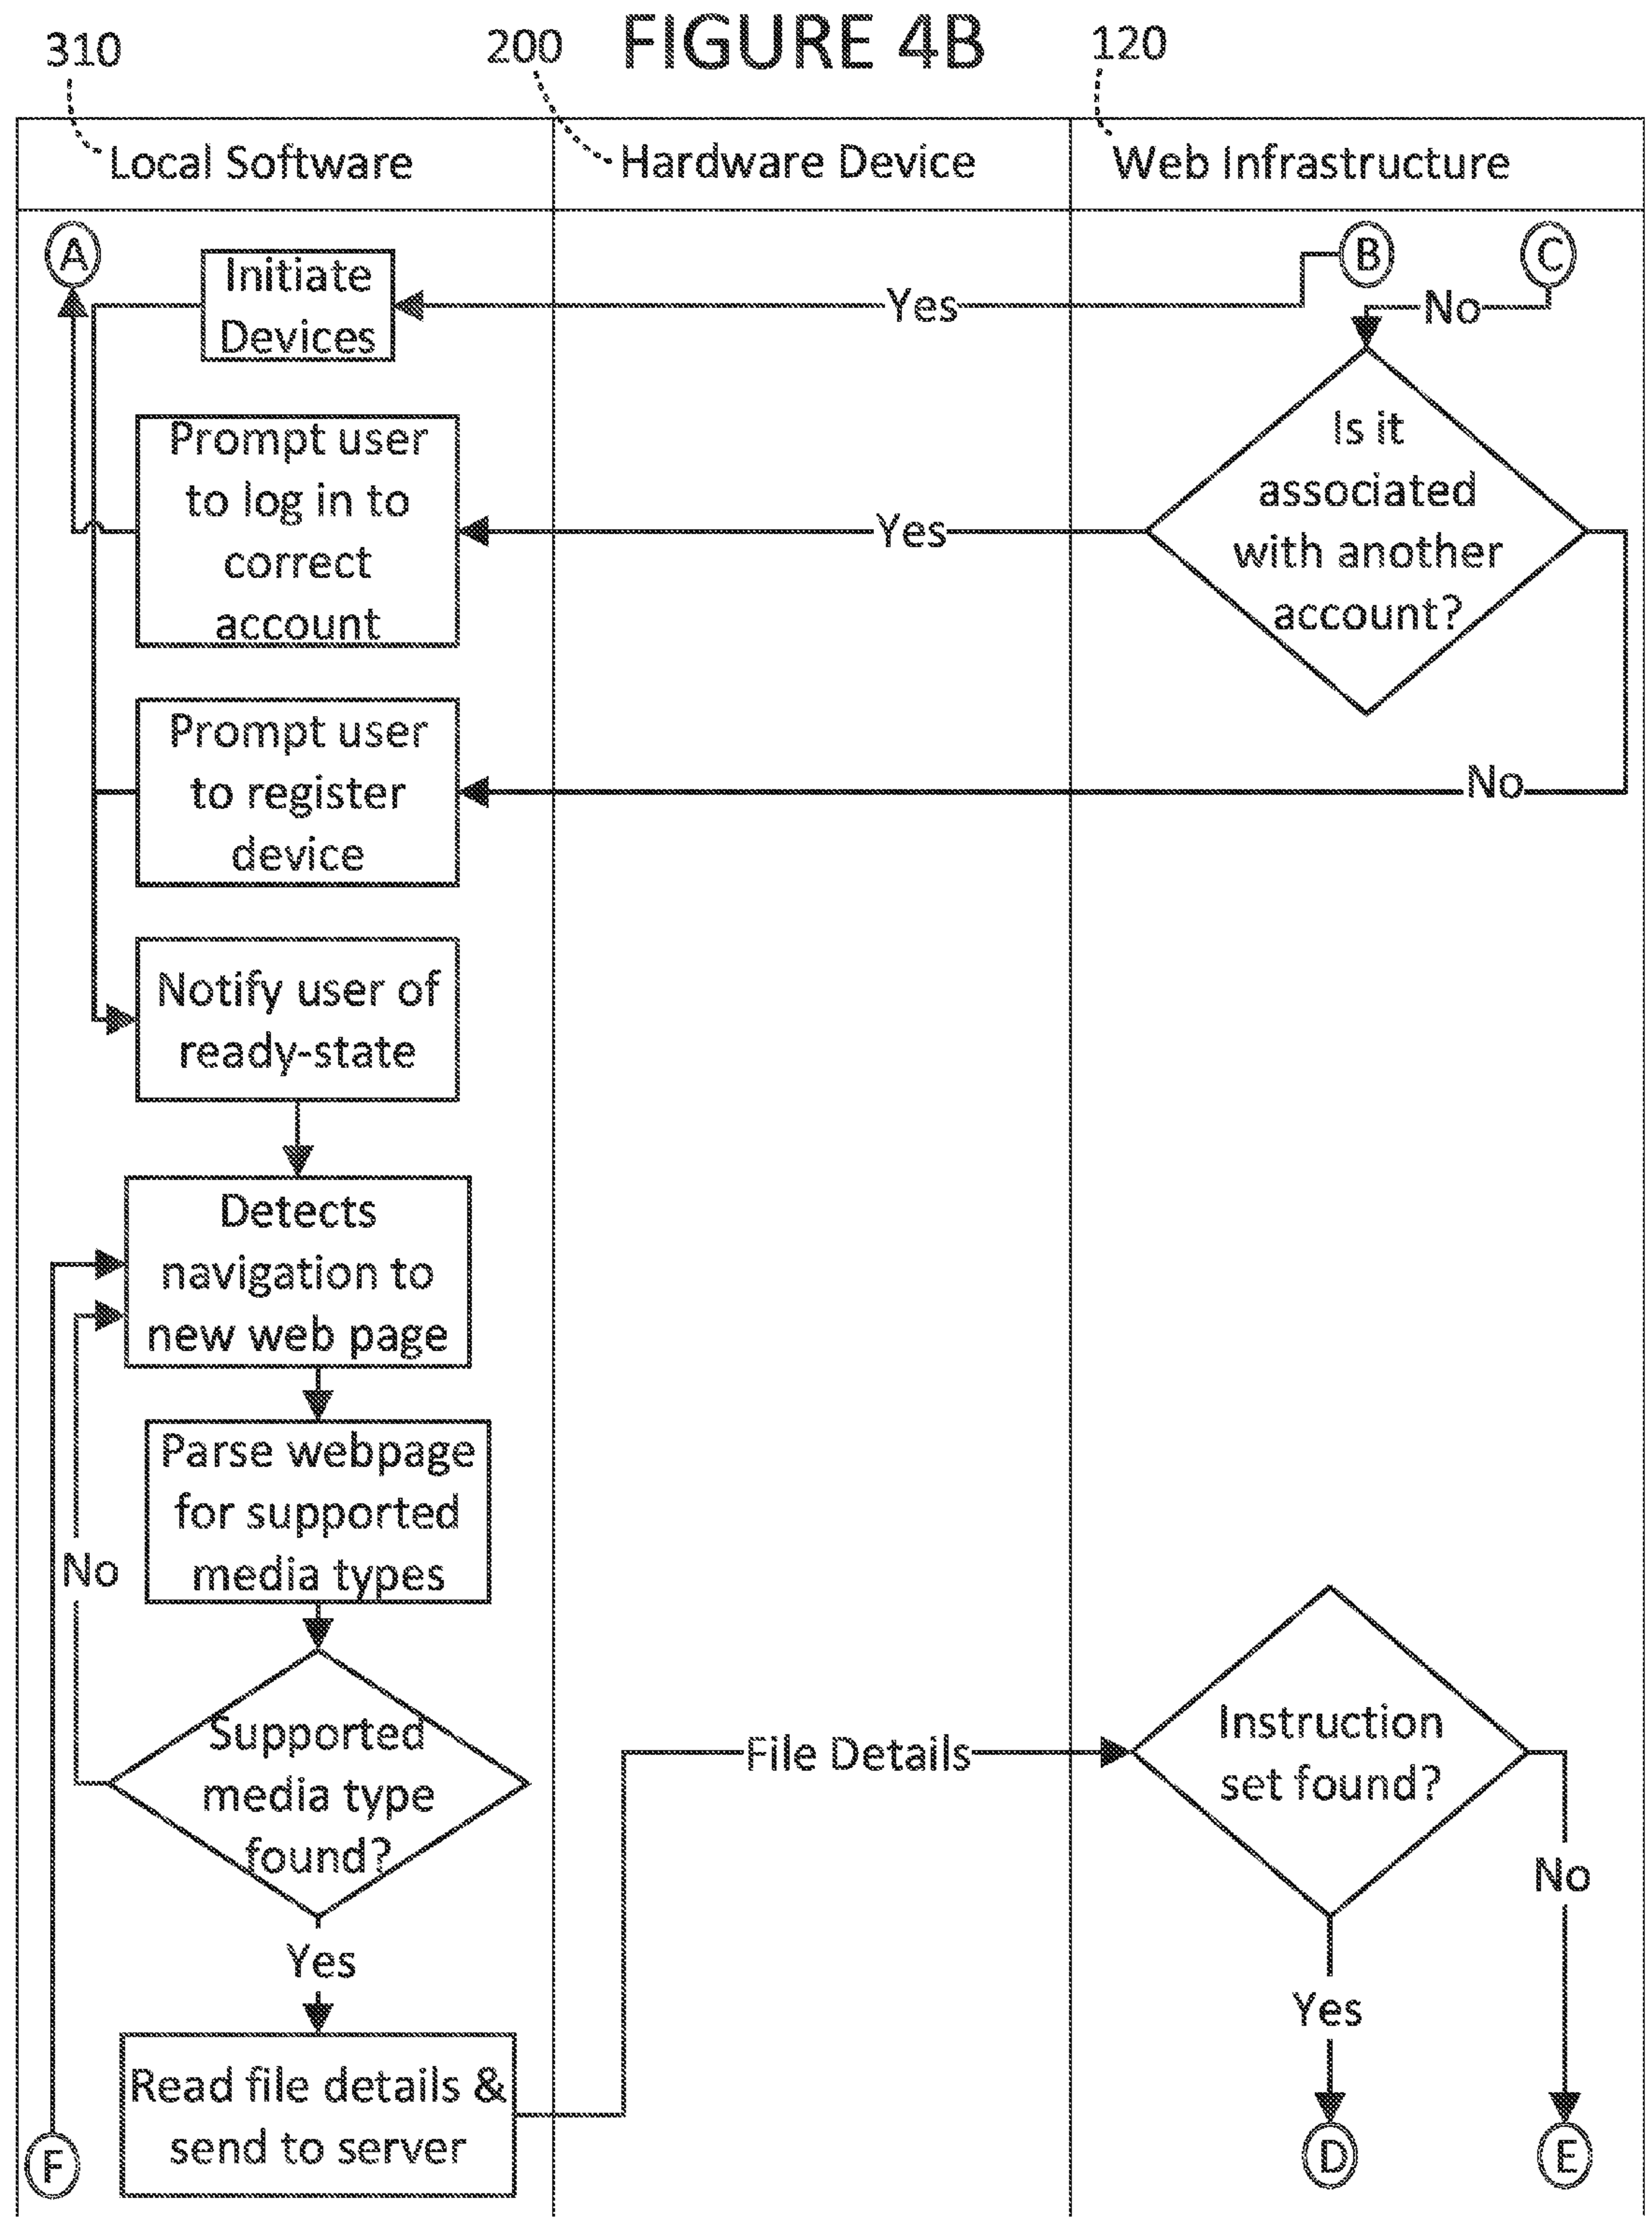 FIGURE 4B
310
200
120
Local Software
Hardware Device
Web Infrastructure
A
B
C
Initiate
Devices
Yes
No
Is it
associated
with another
account?
Prompt user
to log in to
correct
account
Yes
Prompt user
to register
device
No
Notify user of
ready-state
Detects
navigation to
new web page
Parse webpage
for supported
media types
No
Supported
media type
found?
File Details
Instruction
set found?
No
Yes
Yes
Read file details &
send to server
F
D
E